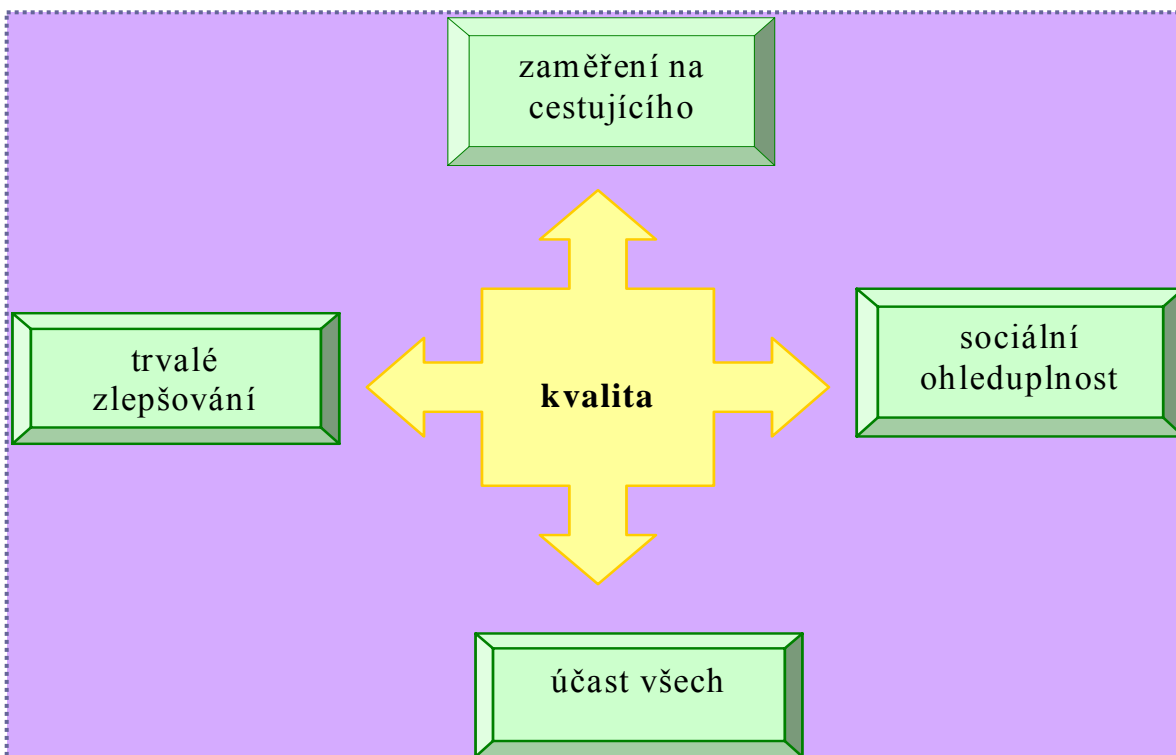 zaměření na
cestujícího
trvalé
zlepšování
kvalita
sociální
ohleduplnost
účast všech